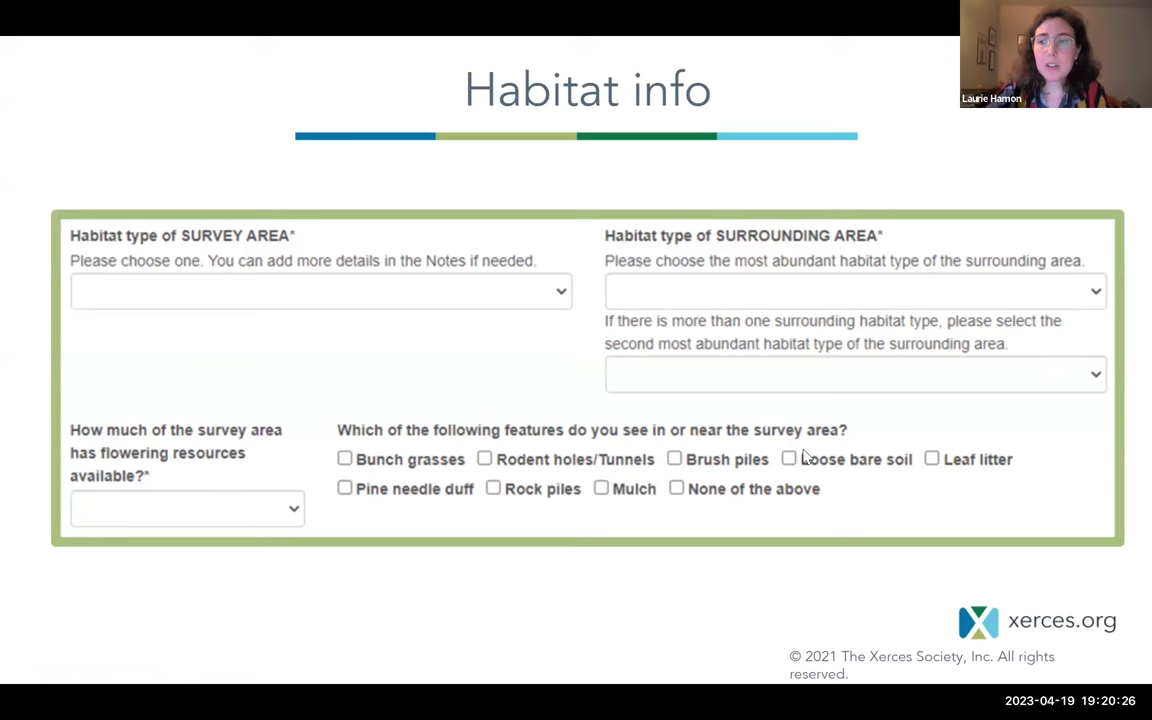 Habitat info
Laurie Hamon
Habitat type of SURVEY AREA*
Please choose one. You can add more details in the Notes if needed.
Habitat type of SURROUNDING AREA*
Please choose the most abundant habitat type of the surrounding area.
If there is more than one surrounding habitat type, please select the
second most abundant habitat type of the surrounding area.
How much of the survey area
has flowering resources
available?*
Which of the following features do you see in or near the survey area?
Bunch grasses Rodent holes/Tunnels Brush piles Loose bare soil Leaf litter
Pine needle duff Rock piles Mulch None of the above
xerces.org
© 2021 The Xerces Society, Inc. All rights
reserved.
2023-04-19 19:20:26